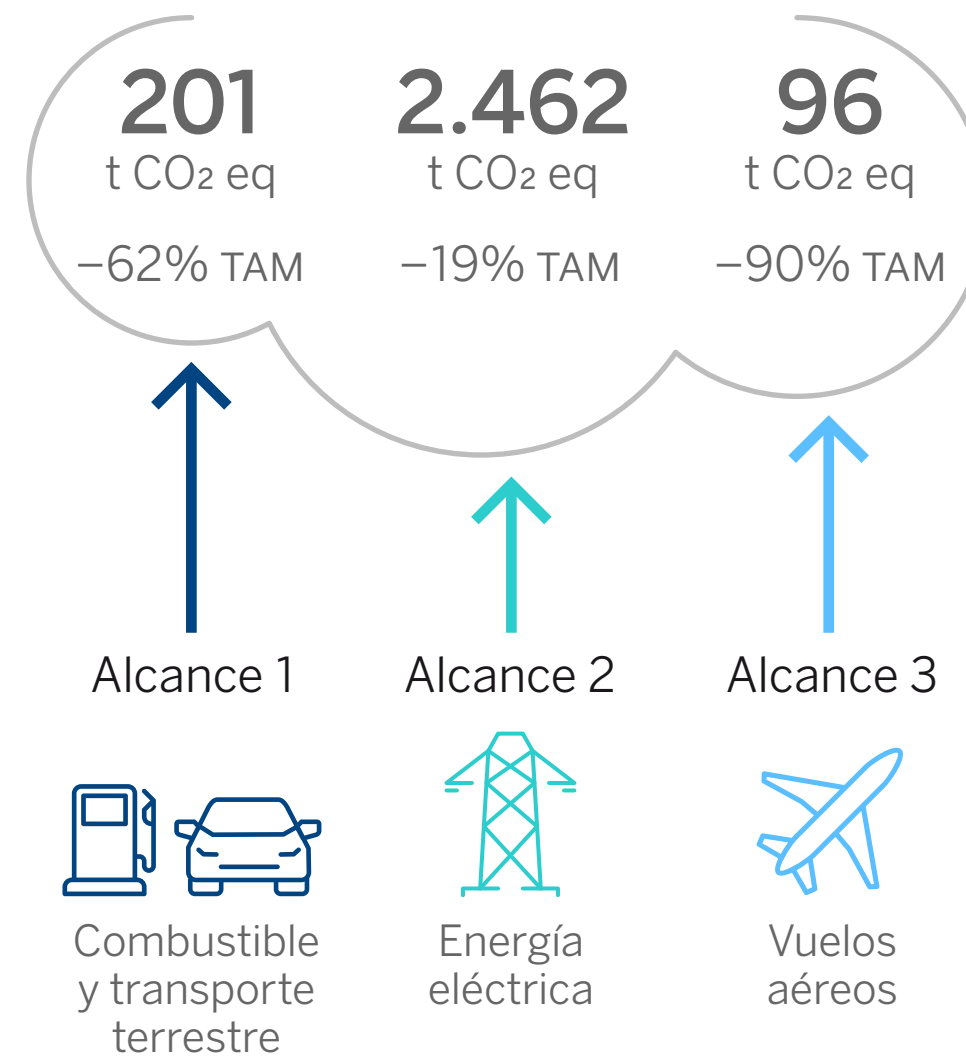 201
t CO₂ eq
–62% TAM
2.462
t CO₂ eq
–19% TAM
96
t CO₂ eq
–90% TAM
Alcance 1
Alcance 2
Alcance 3
Combustible
y transporte
terrestre
Energía
eléctrica
Vuelos
aéreos